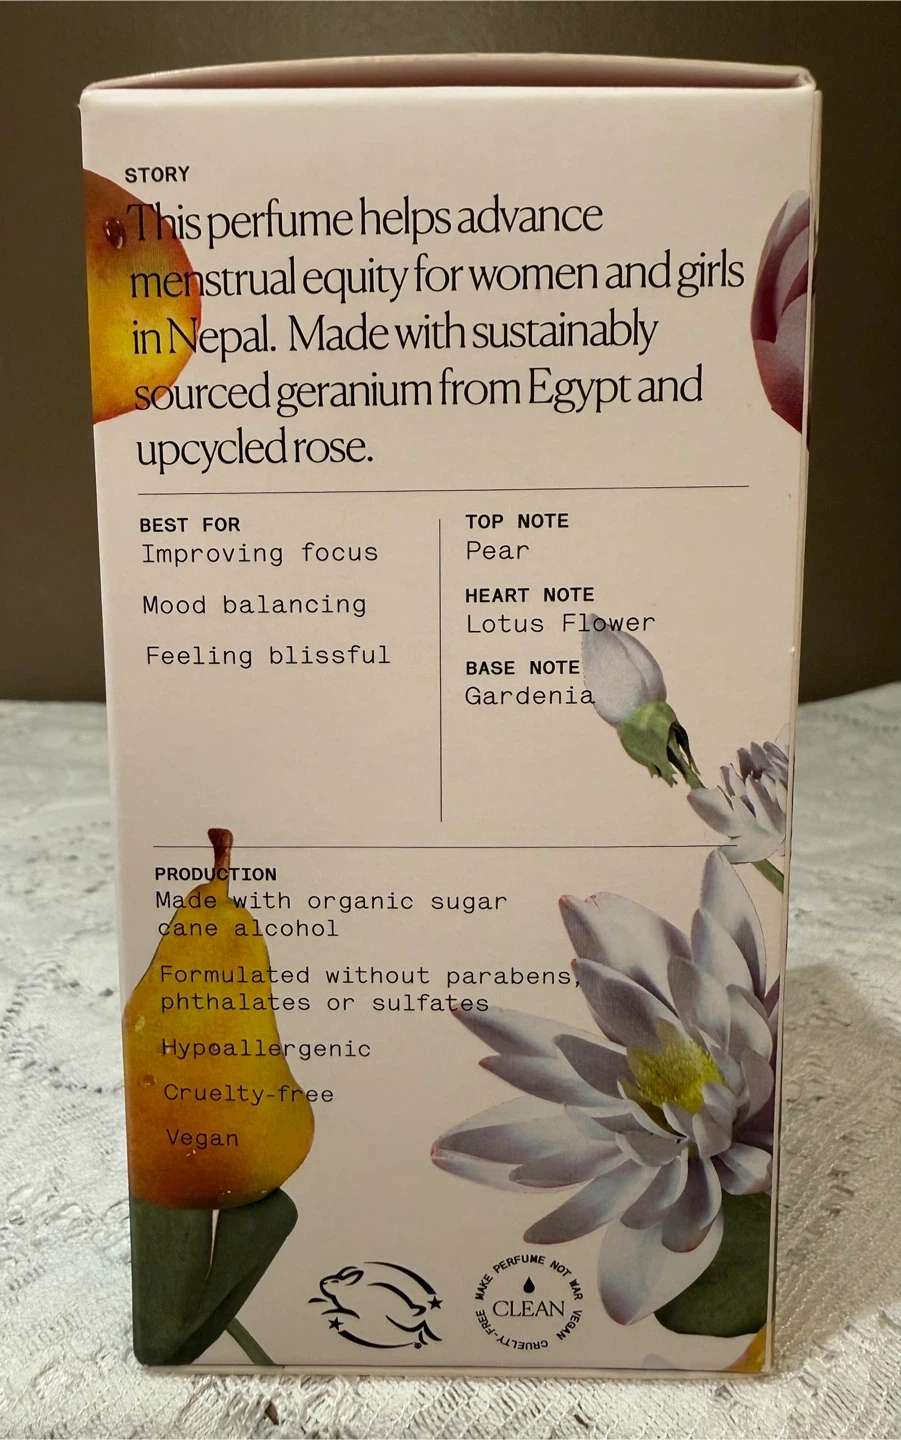 STORY
This perfume helps advance
menstrual equity for women and girls
in Nepal. Made with sustainably
sourced geranium from Egypt and
upcycled rose.
BEST FOR
Improving focus
Mood balancing
Feeling blissful
TOP NOTE
Pear
HEART NOTE
Lotus Flower
BASE NOTE
Gardenia
PRODUCTION
Made with organic sugar
cane alcohol
Formulated without parabens,
phthalates or sulfates
Hypoallergenic
Cruelty-free
Vegan
MAKE PERFUME NOT WAR VEGAN CRUELTY-FREE
CLEAN